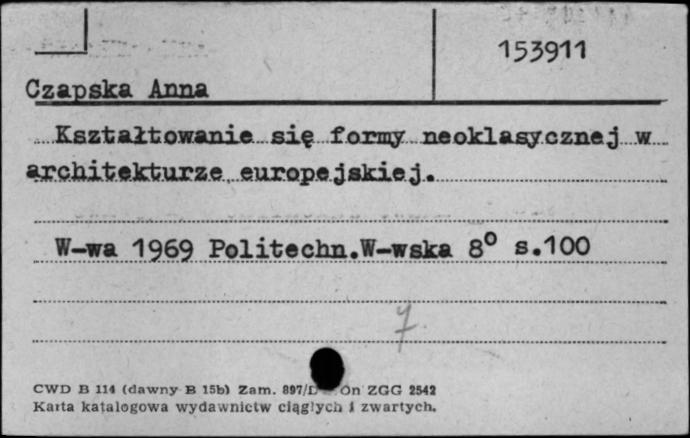 153911
Czapska Anna
Kształtowanie się formy neoklasycznej w
architekturze europejskiej.
W-wa 1969 Politechn.W-wska 8° s.100
7
CWD B 114 (dawny B 15b) Zam. 897/D On ZGG 2542
Karta katalogowa wydawnictw ciągłych i zwartych.